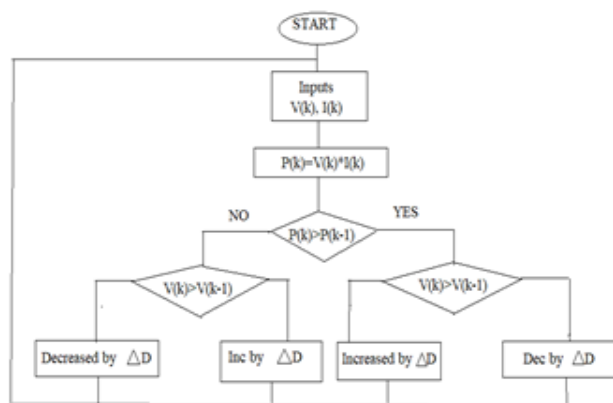 START
Inputs
V(k), I(k)
P(k)=V(k)*I(k)
NO
YES
P(k)>P(k-1)
V(k)>V(k-1)
V(k)>V(k-1)
Decreased by △D
Inc by △D
Increased by △D
Dec by △D